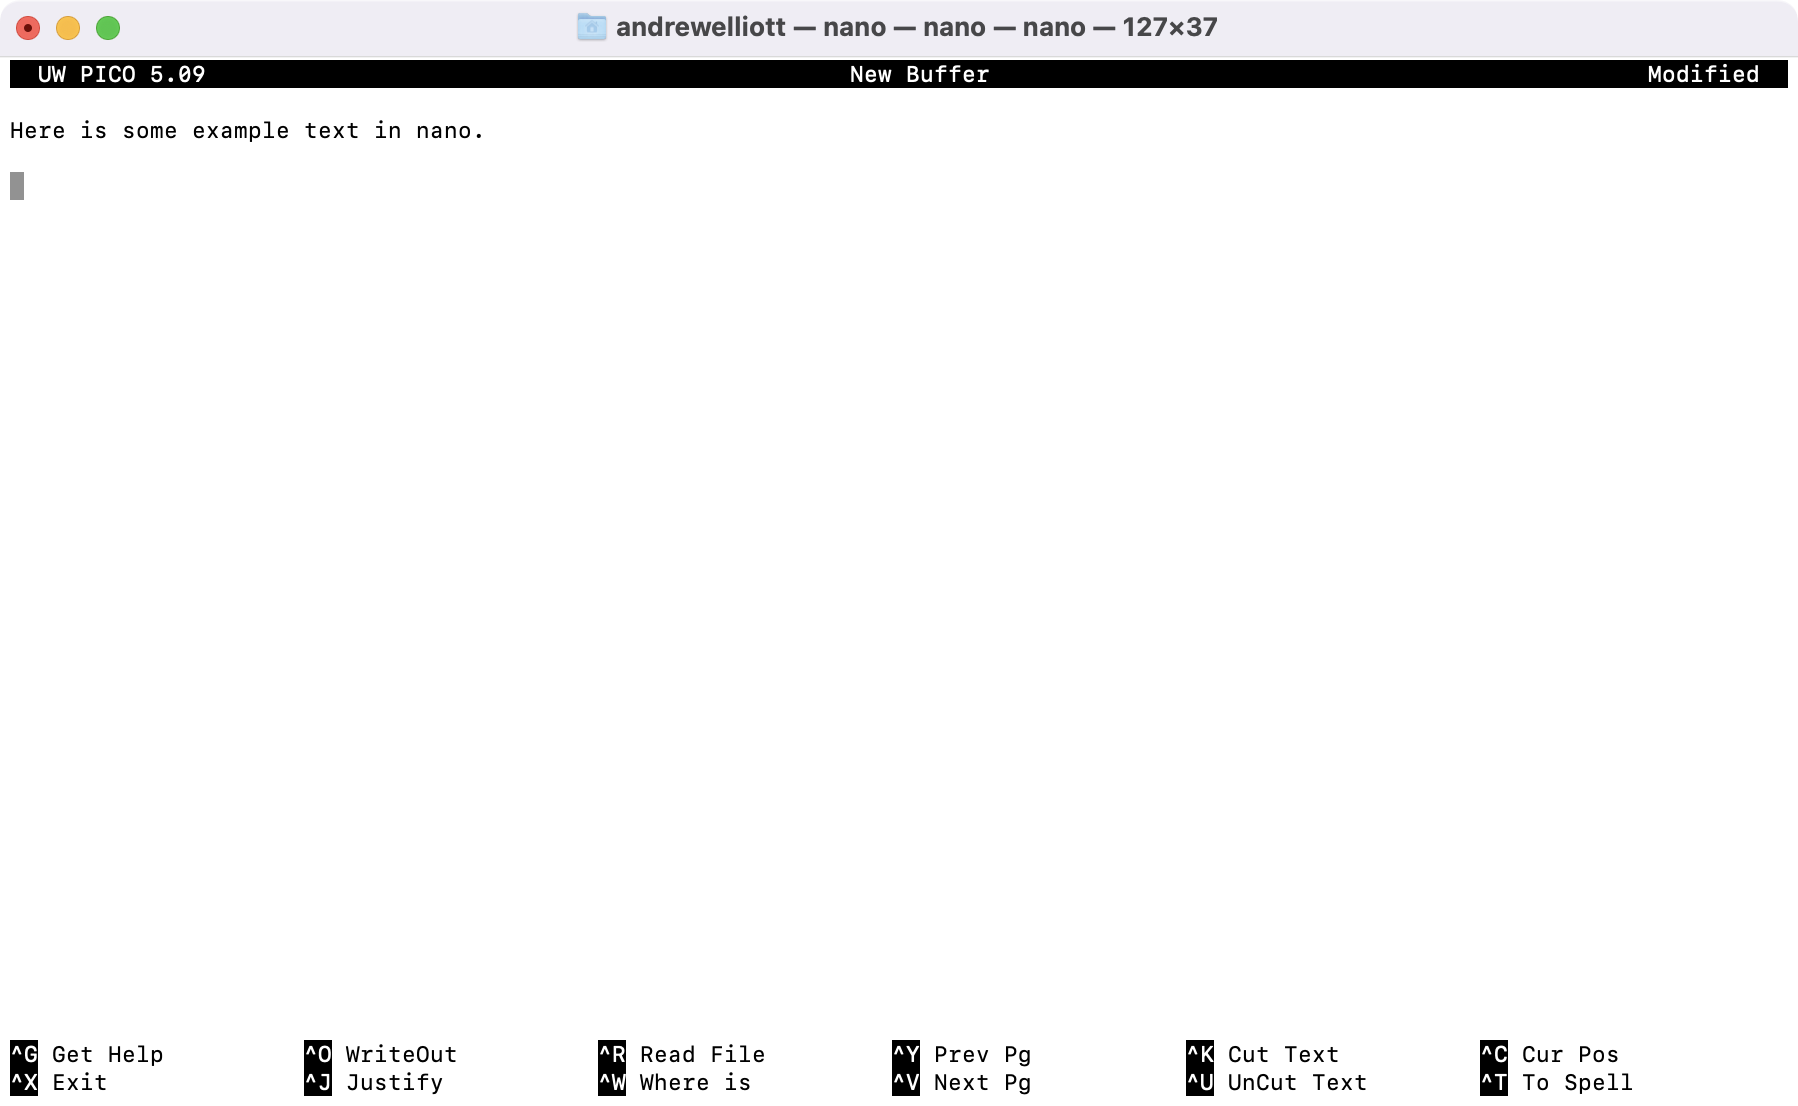 andrewelliott — nano — nano — nano — 127×37
UW PICO 5.09 New Buffer Modified
Here is some example text in nano.
^G Get Help ^O WriteOut ^R Read File ^Y Prev Pg ^K Cut Text ^C Cur Pos
^X Exit ^J Justify ^W Where is ^V Next Pg ^U UnCut Text ^T To Spell